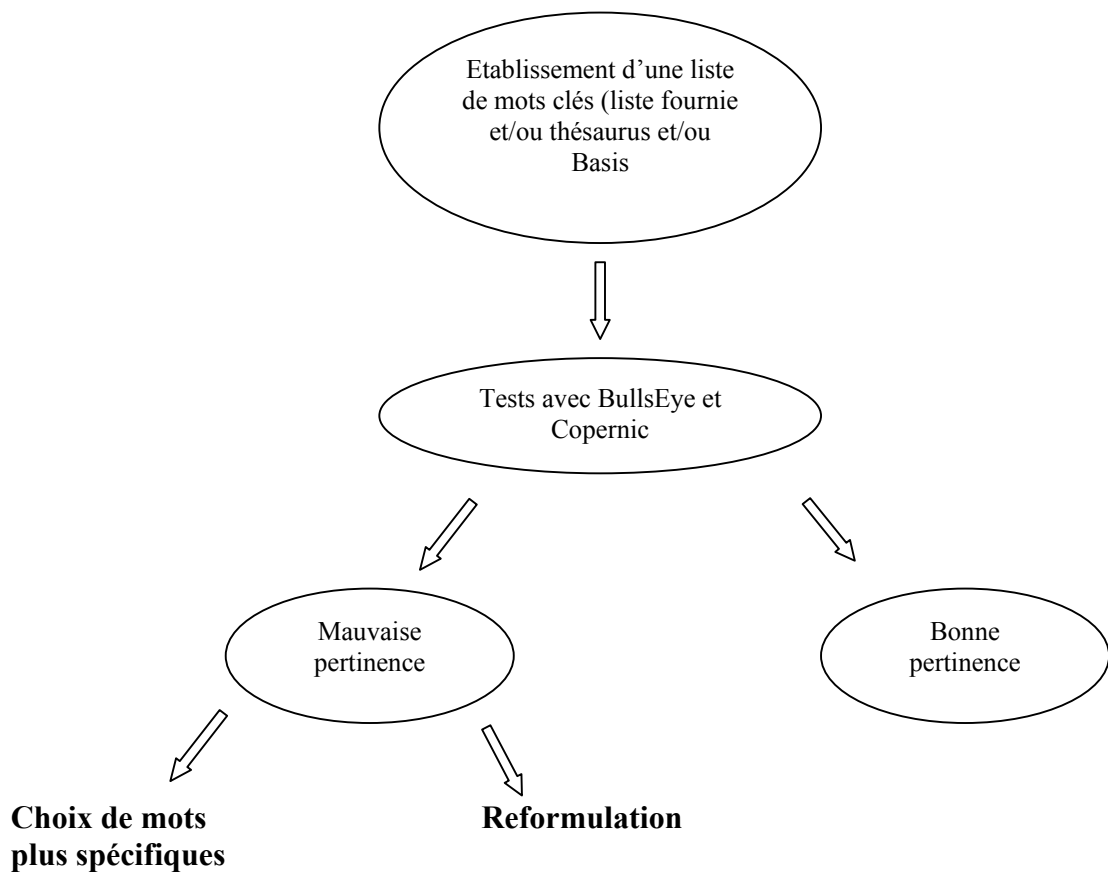 Etablissement d’une liste
de mots clés (liste fournie
et/ou thésaurus et/ou
Basis
Tests avec BullsEye et
Copernic
Mauvaise
pertinence
Bonne
pertinence
Choix de mots
plus spécifiques
Reformulation